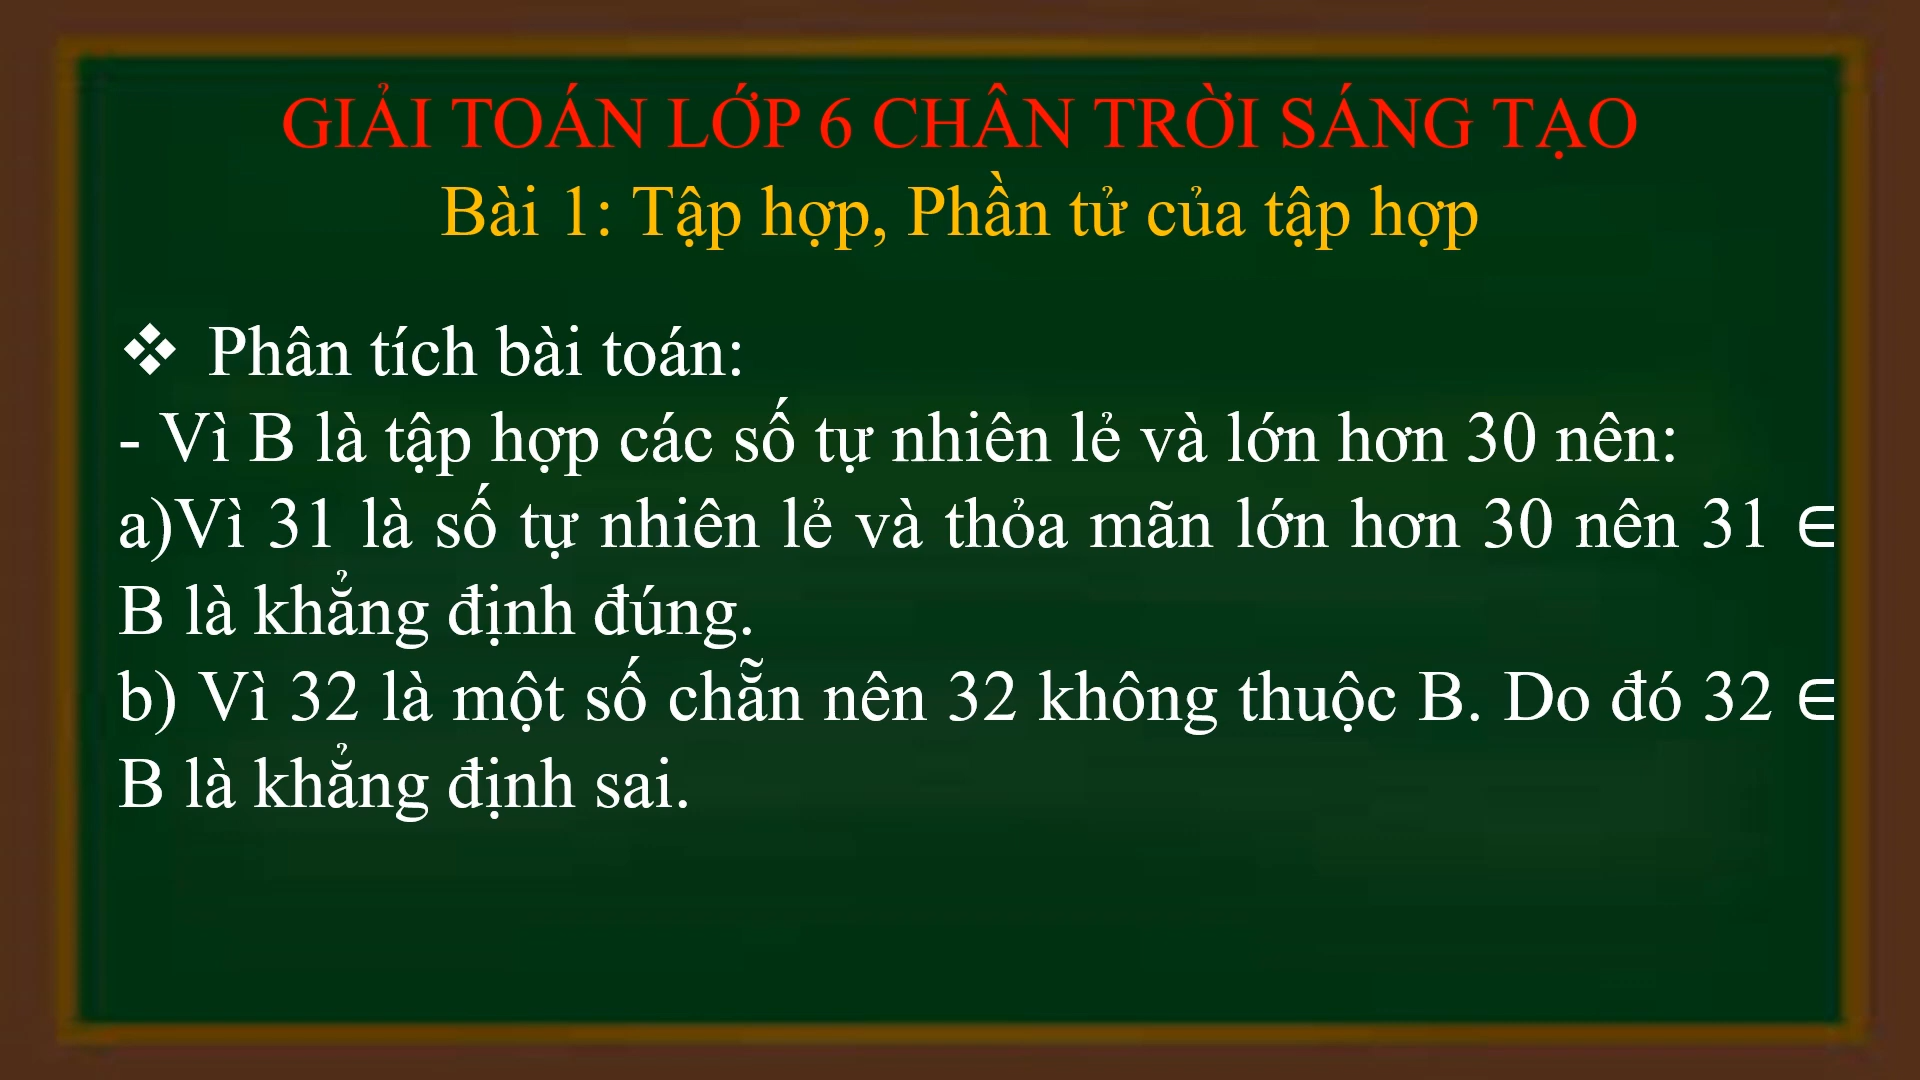 GIẢI TOÁN LỚP 6 CHÂN TRỜI SÁNG TẠO
Bài 1: Tập hợp, Phần tử của tập hợp
❖ Phân tích bài toán:
- Vì B là tập hợp các số tự nhiên lẻ và lớn hơn 30 nên:
a)Vì 31 là số tự nhiên lẻ và thỏa mãn lớn hơn 30 nên 31 ∈
B là khẳng định đúng.
b) Vì 32 là một số chẵn nên 32 không thuộc B. Do đó 32 ∈
B là khẳng định sai.